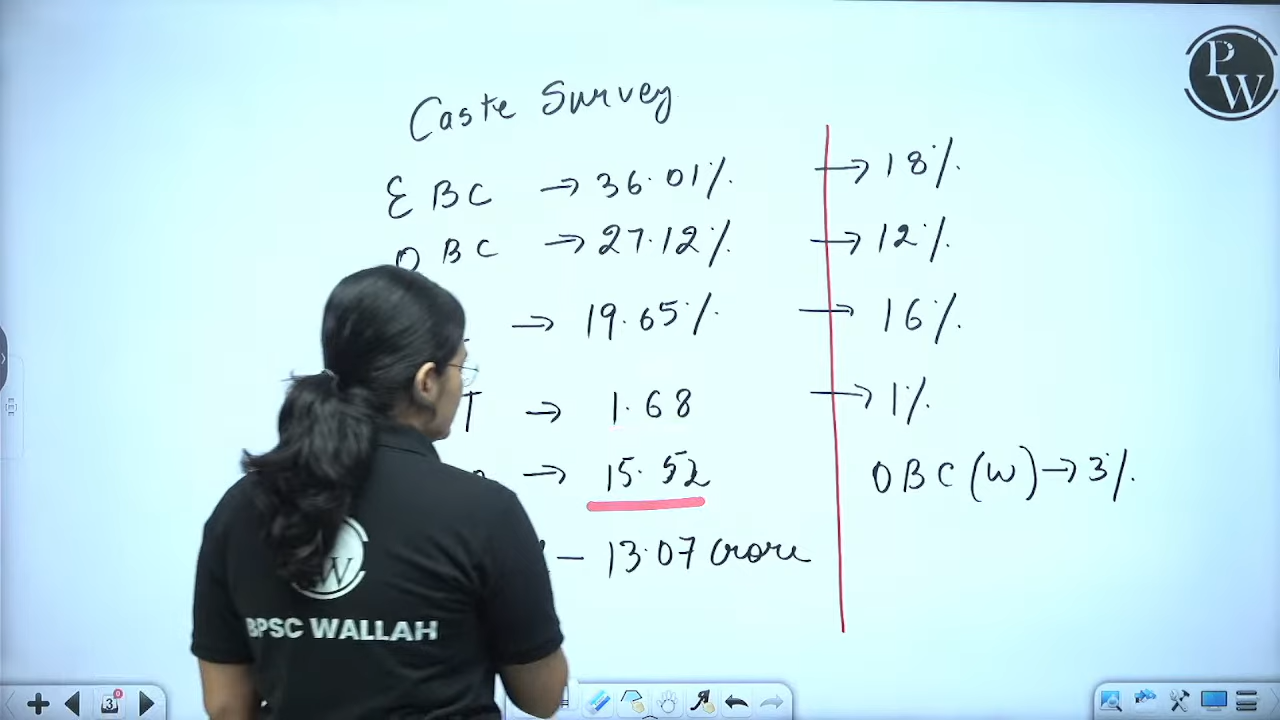 Caste Survey
EBC → 36.01% → 18%
OBC → 27.12% → 12%
→ 19.65% → 16%
T → 1.68 → 1%
→ 15.52
OBC (W) → 3%
– 13.07 crore
PW
W
BPSC WALLAH
3